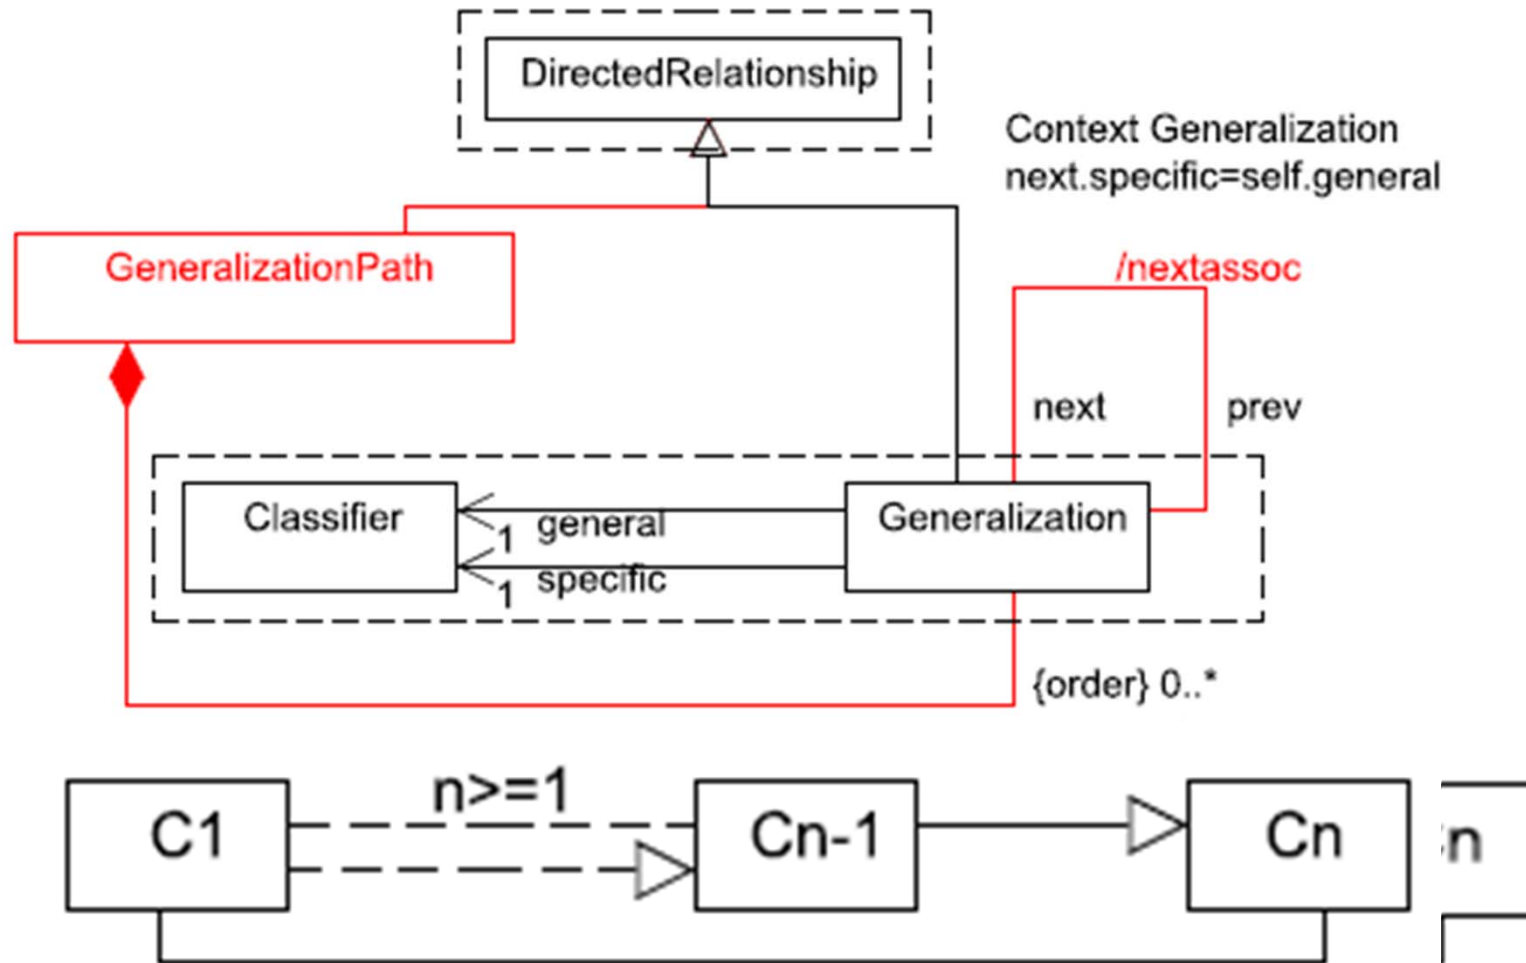 DirectedRelationship
Context Generalization
next.specific=self.general
GeneralizationPath
/nextassoc
next
prev
Classifier
Generalization
1 general
1 specific
{order} 0..*
n>=1
C1
Cn-1
Cn
n